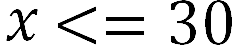 x <= 30